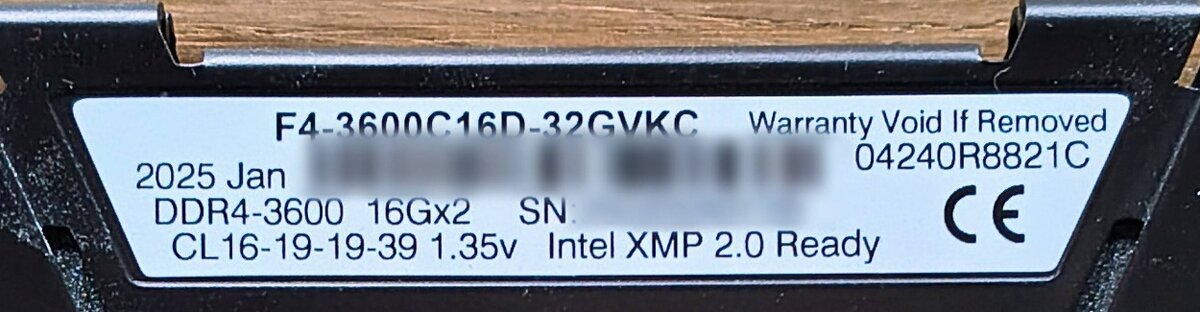 F4-3600C16D-32GVKC
Warranty Void If Removed
04240R8821C
2025 Jan
DDR4-3600 16Gx2 SN:
CL16-19-19-39 1.35v Intel XMP 2.0 Ready
CE